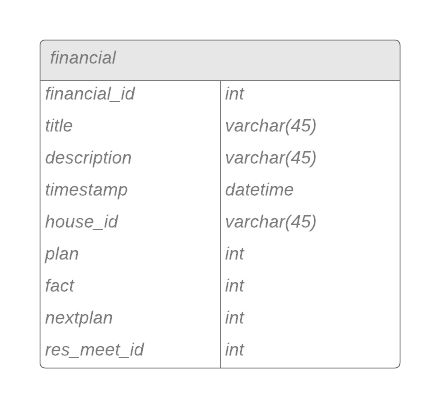 financial
financial_id int
title varchar(45)
description varchar(45)
timestamp datetime
house_id varchar(45)
plan int
fact int
nextplan int
res_meet_id int